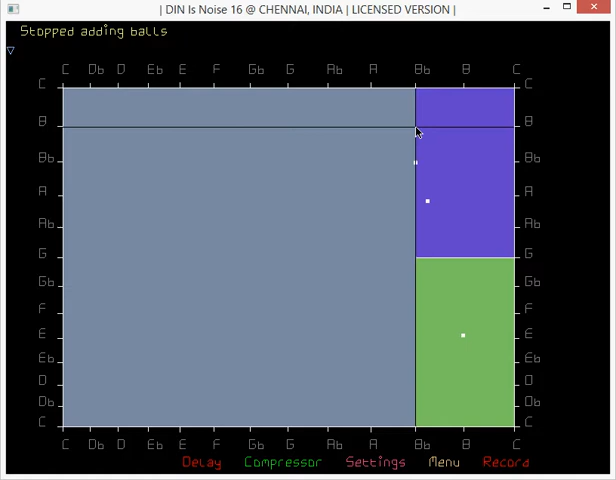 | DIN Is Noise 16 @ CHENNAI, INDIA | LICENSED VERSION |
Stopped adding balls
C Db D Eb E F Gb G Ab A Bb B C
C C
B B
Bb Bb
A A
Ab Ab
G G
Gb Gb
F F
E E
Eb Eb
D D
Db Db
C C
C Db D Eb E F Gb G Ab A Bb B C
Delay Compressor Settings Menu Record